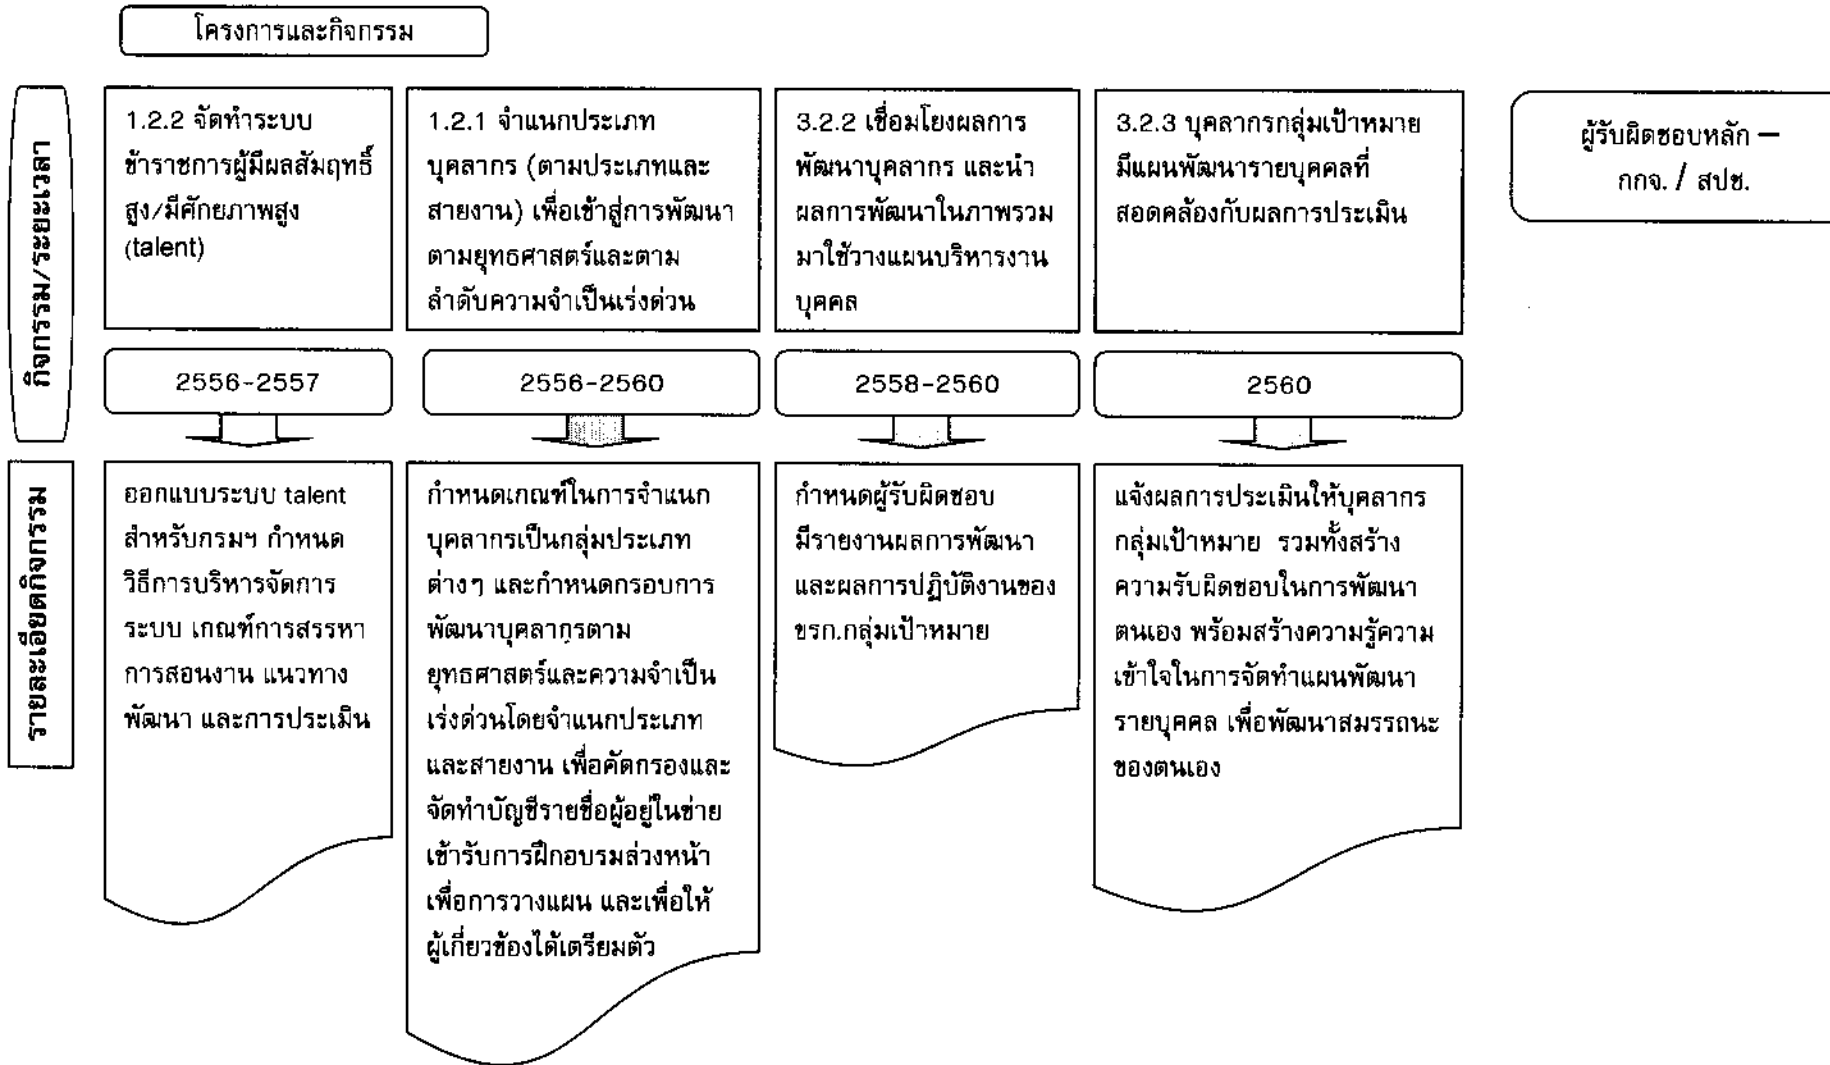 โครงการและกิจกรรม
กิจกรรม/ระยะเวลา
1.2.2 จัดทำระบบ
ข้าราชการผู้มีผลสัมฤทธิ์
สูง/มีศักยภาพสูง
(talent)
1.2.1 จำแนกประเภท
บุคลากร (ตามประเภทและ
สายงาน) เพื่อเข้าสู่การพัฒนา
ตามยุทธศาสตร์และตาม
ลำดับความจำเป็นเร่งด่วน
3.2.2 เชื่อมโยงผลการ
พัฒนาบุคลากร และนำ
ผลการพัฒนาในภาพรวม
มาใช้วางแผนบริหารงาน
บุคคล
3.2.3 บุคลากรกลุ่มเป้าหมาย
มีแผนพัฒนารายบุคคลที่
สอดคล้องกับผลการประเมิน
ผู้รับผิดชอบหลัก –
กกจ. / สปช.
2556-2557
2556-2560
2558-2560
2560
รายละเอียดกิจกรรม
ออกแบบระบบ talent
สำหรับกรมฯ กำหนด
วิธีการบริหารจัดการ
ระบบ เกณฑ์การสรรหา
การสอนงาน แนวทาง
พัฒนา และการประเมิน
กำหนดเกณฑ์ในการจำแนก
บุคลากรเป็นกลุ่มประเภท
ต่างๆ และกำหนดกรอบการ
พัฒนาบุคลากรตาม
ยุทธศาสตร์และความจำเป็น
เร่งด่วนโดยจำแนกประเภท
และสายงาน เพื่อคัดกรองและ
จัดทำบัญชีรายชื่อผู้อยู่ในข่าย
เข้ารับการฝึกอบรมล่วงหน้า
เพื่อการวางแผน และเพื่อให้
ผู้เกี่ยวข้องได้เตรียมตัว
กำหนดผู้รับผิดชอบ
มีรายงานผลการพัฒนา
และผลการปฏิบัติงานของ
ขรก.กลุ่มเป้าหมาย
แจ้งผลการประเมินให้บุคลากร
กลุ่มเป้าหมาย รวมทั้งสร้าง
ความรับผิดชอบในการพัฒนา
ตนเอง พร้อมสร้างความรู้ความ
เข้าใจในการจัดทำแผนพัฒนา
รายบุคคล เพื่อพัฒนาสมรรถนะ
ของตนเอง